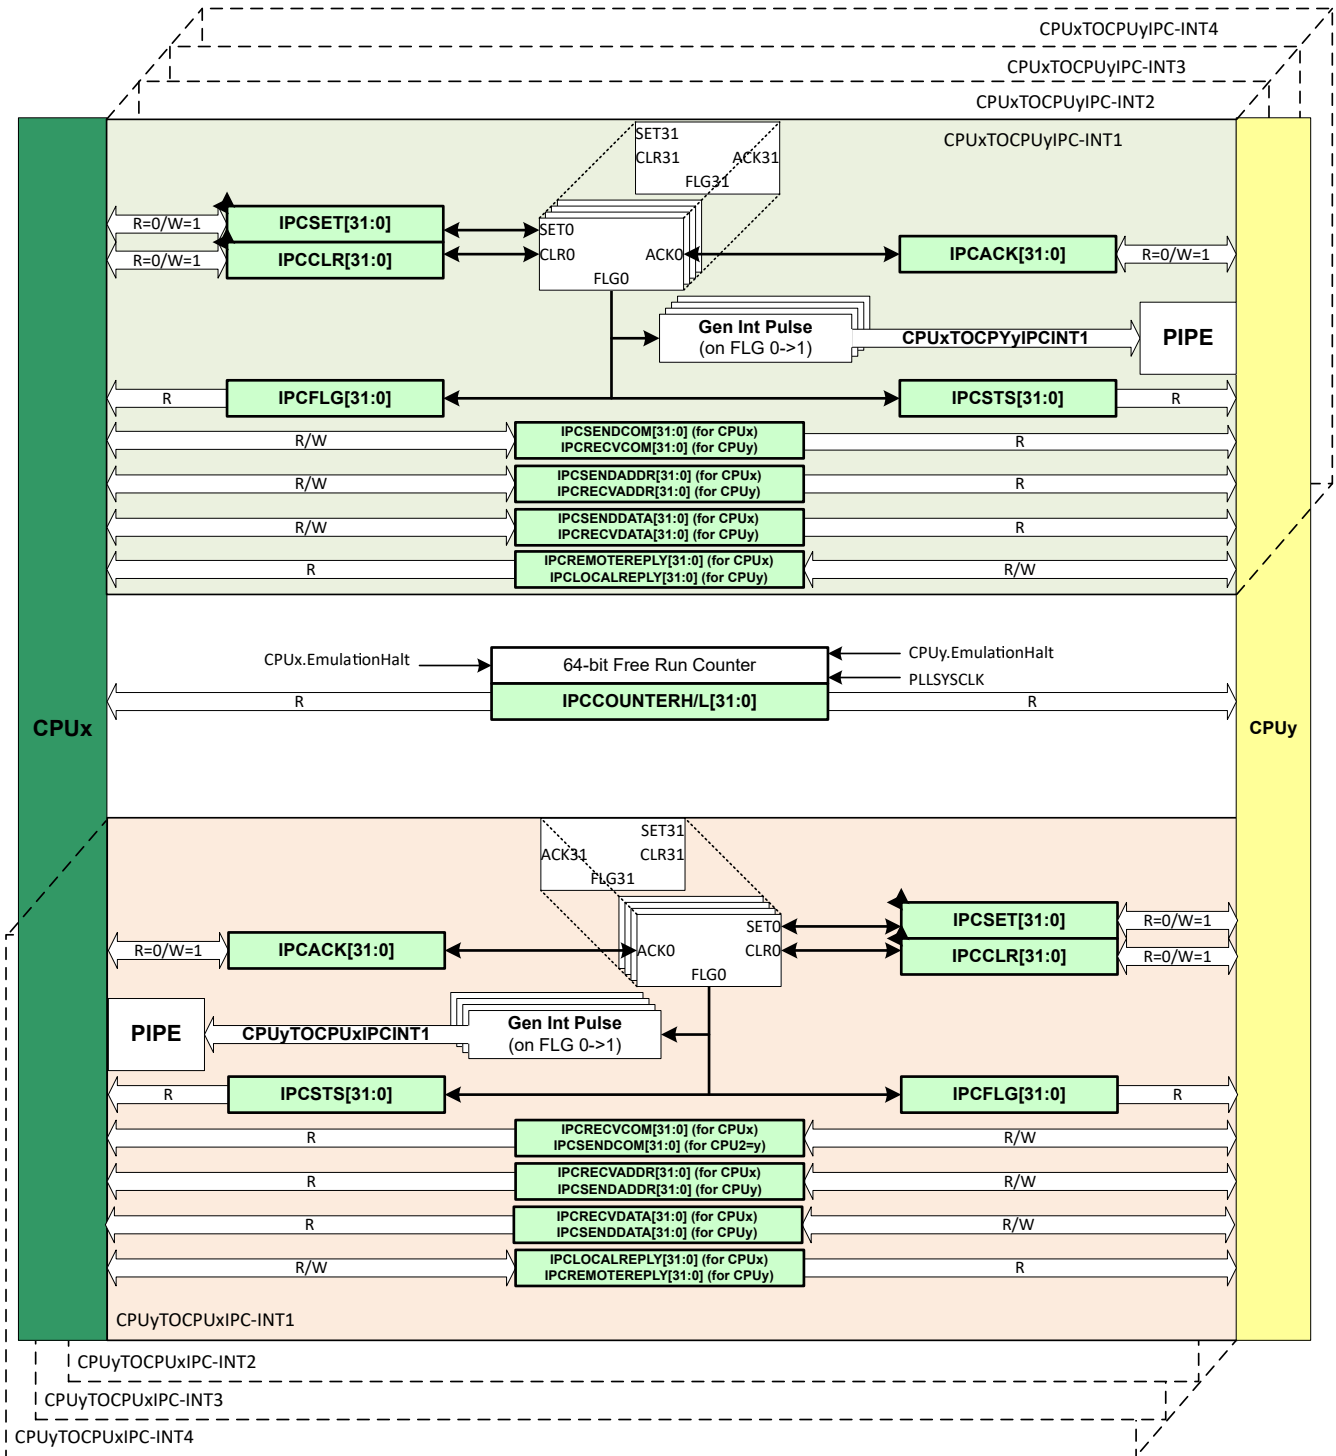 CPUxTOCPUyIPC-INT4
CPUxTOCPUyIPC-INT3
CPUxTOCPUyIPC-INT2
CPUxTOCPUyIPC-INT1
SET31
CLR31 ACK31
FLG31
R=0/W=1 IPCSET[31:0] SET0
R=0/W=1 IPCCLR[31:0] CLR0 ACK0 IPCACK[31:0] R=0/W=1
FLG0
Gen Int Pulse
(on FLG 0->1)
CPUxTOCPYyIPCINT1 PIPE
R IPCFLG[31:0] IPCSTS[31:0] R
R/W IPCSENDCOM[31:0] (for CPUx) R
IPCRECVCOM[31:0] (for CPUy)
R/W IPCSENDADDR[31:0] (for CPUx) R
IPCRECVADDR[31:0] (for CPUy)
R/W IPCSENDDATA[31:0] (for CPUx) R
IPCRECVDATA[31:0] (for CPUy)
R IPCREMOTEREPLY[31:0] (for CPUx) R/W
IPCLOCALREPLY[31:0] (for CPUy)
CPUx.EmulationHalt 64-bit Free Run Counter CPUy.EmulationHalt
PLLSYSCLK
R IPCCOUNTERH/L[31:0] R
CPUx CPUy
SET31
ACK31 CLR31
FLG31
SET0 IPCSET[31:0] R=0/W=1
R=0/W=1 IPCACK[31:0] ACK0 CLR0 IPCCLR[31:0] R=0/W=1
FLG0
PIPE CPUyTOCPUxIPCINT1
Gen Int Pulse
(on FLG 0->1)
R IPCSTS[31:0] IPCFLG[31:0] R
R IPCRECVCOM[31:0] (for CPUx) R/W
IPCSENDCOM[31:0] (for CPU2=y)
R IPCRECVADDR[31:0] (for CPUx) R/W
IPCSENDADDR[31:0] (for CPUy)
R IPCRECVDATA[31:0] (for CPUx) R/W
IPCSENDDATA[31:0] (for CPUy)
R/W IPCLOCALREPLY[31:0] (for CPUx) R
IPCREMOTEREPLY[31:0] (for CPUy)
CPUyTOCPUxIPC-INT1
CPUyTOCPUxIPC-INT2
CPUyTOCPUxIPC-INT3
CPUyTOCPUxIPC-INT4